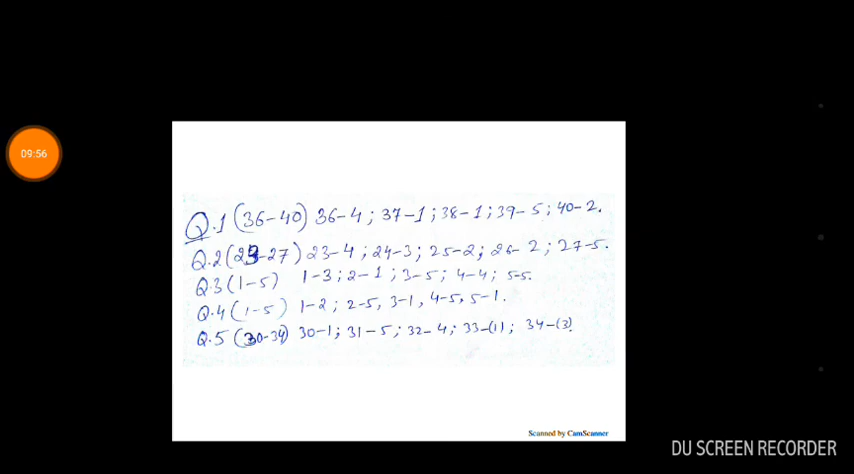 09:56
Q.1 (36-40) 36-4; 37-1; 38-1; 39-5; 40-2.
Q.2 (23-27) 23-4; 24-3; 25-2; 26-2; 27-5.
Q.3 (1-5) 1-3; 2-1; 3-5; 4-4; 5-5.
Q.4 (1-5) 1-2; 2-5, 3-1, 4-5, 5-1.
Q.5 (30-34) 30-1; 31-5; 32-4; 33-(1); 34-(3)
Scanned by CamScanner
DU SCREEN RECORDER